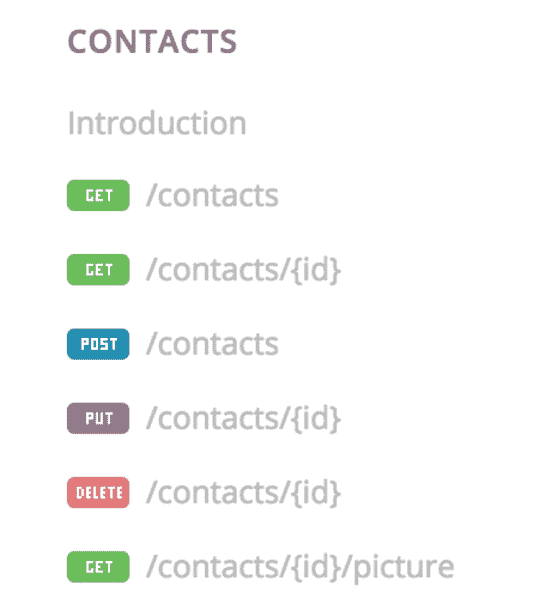 CONTACTS
Introduction
GET /contacts
GET /contacts/{id}
POST /contacts
PUT /contacts/{id}
DELETE /contacts/{id}
GET /contacts/{id}/picture